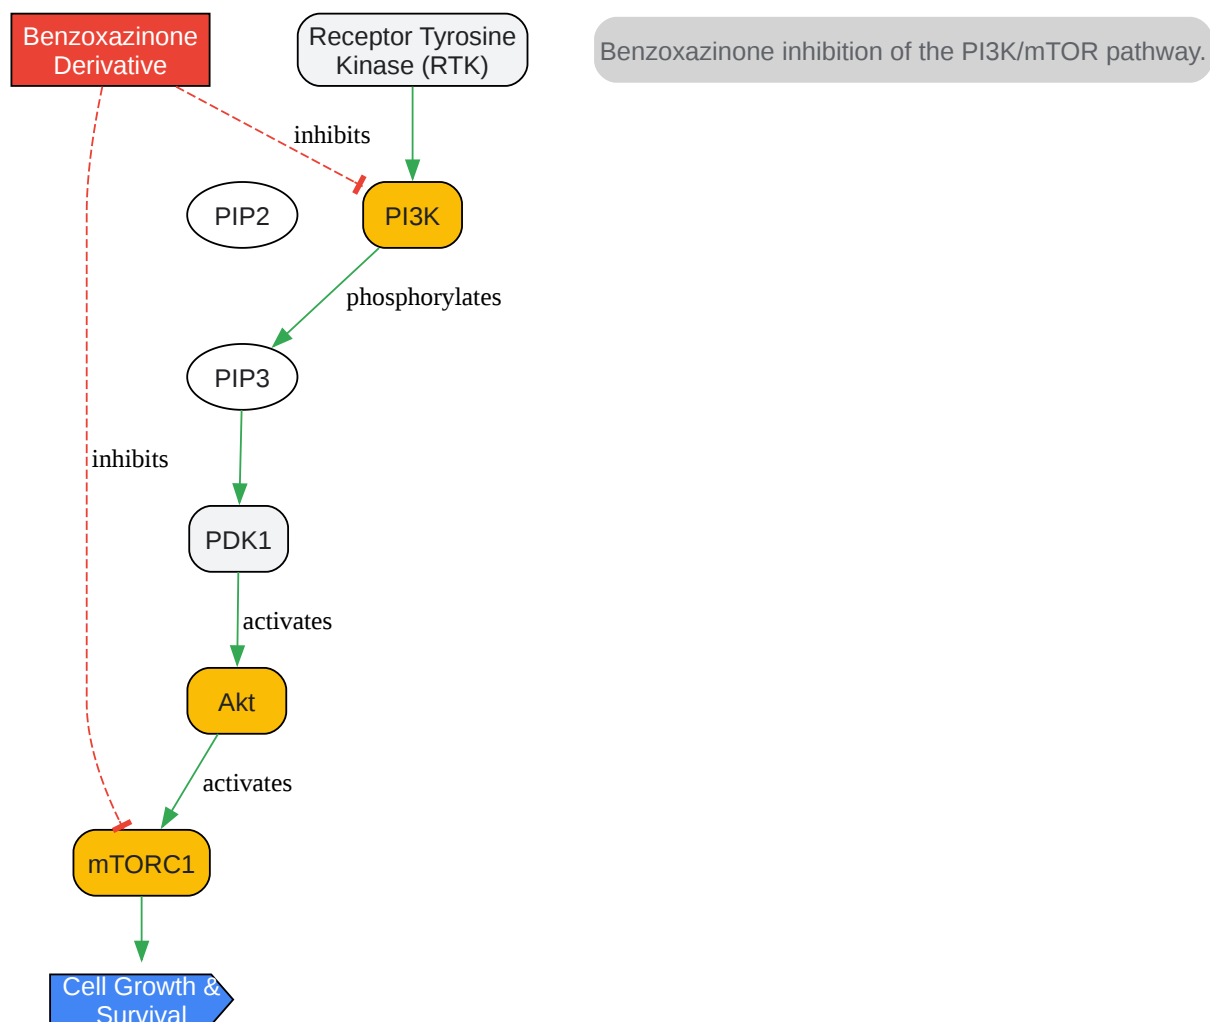 Benzoxazinone
Derivative
Receptor Tyrosine
Kinase (RTK)
Benzoxazinone inhibition of the PI3K/mTOR pathway.
inhibits
PIP2
PI3K
phosphorylates
PIP3
inhibits
PDK1
activates
Akt
activates
mTORC1
Cell Growth &
Survival